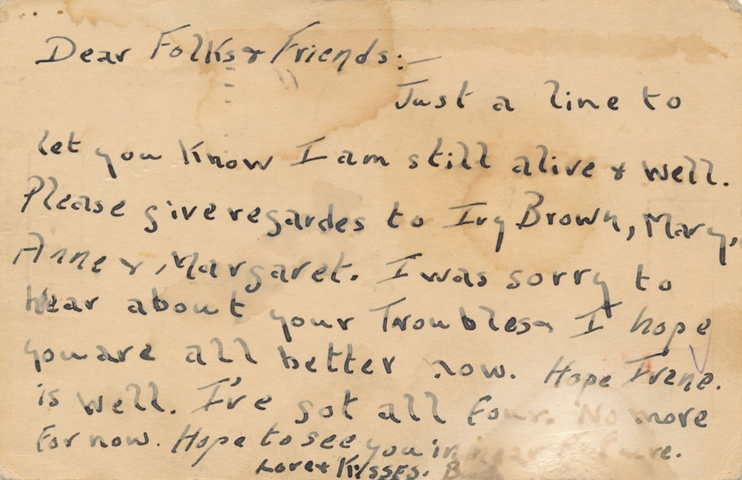 Dear Folks & Friends:
Just a line to
let you know I am still alive & well.
Please give regardes to Ivy Brown, Mary,
Anne & Margaret. I was sorry to
hear about your Troubles & I hope
you are all better now. Hope Irene.
is well. I've got all four. No more
for now. Hope to see you in near future.
Love & Kisses.